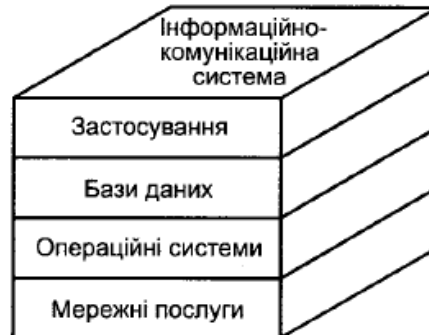 Інформаційно-
комунікаційна
система
Застосування
Бази даних
Операційні системи
Мережні послуги